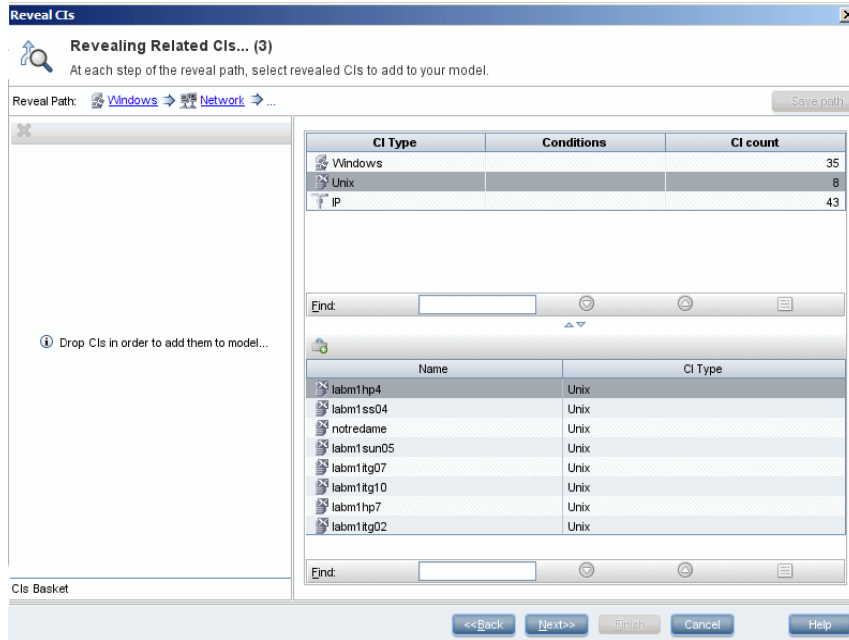 Reveal CIs
Revealing Related CIs... (3)
At each step of the reveal path, select revealed CIs to add to your model.
Reveal Path: Windows Network ...
Save path
CI Type Conditions CI count
Windows 35
Unix 8
IP 43
Find:
Drop CIs in order to add them to model...
Name CI Type
labm1hp4 Unix
labm1ss04 Unix
notredame Unix
labm1sun05 Unix
labm1itg07 Unix
labm1itg10 Unix
labm1hp7 Unix
labm1itg02 Unix
Find:
CIs Basket
<<Back Next>> Finish Cancel Help